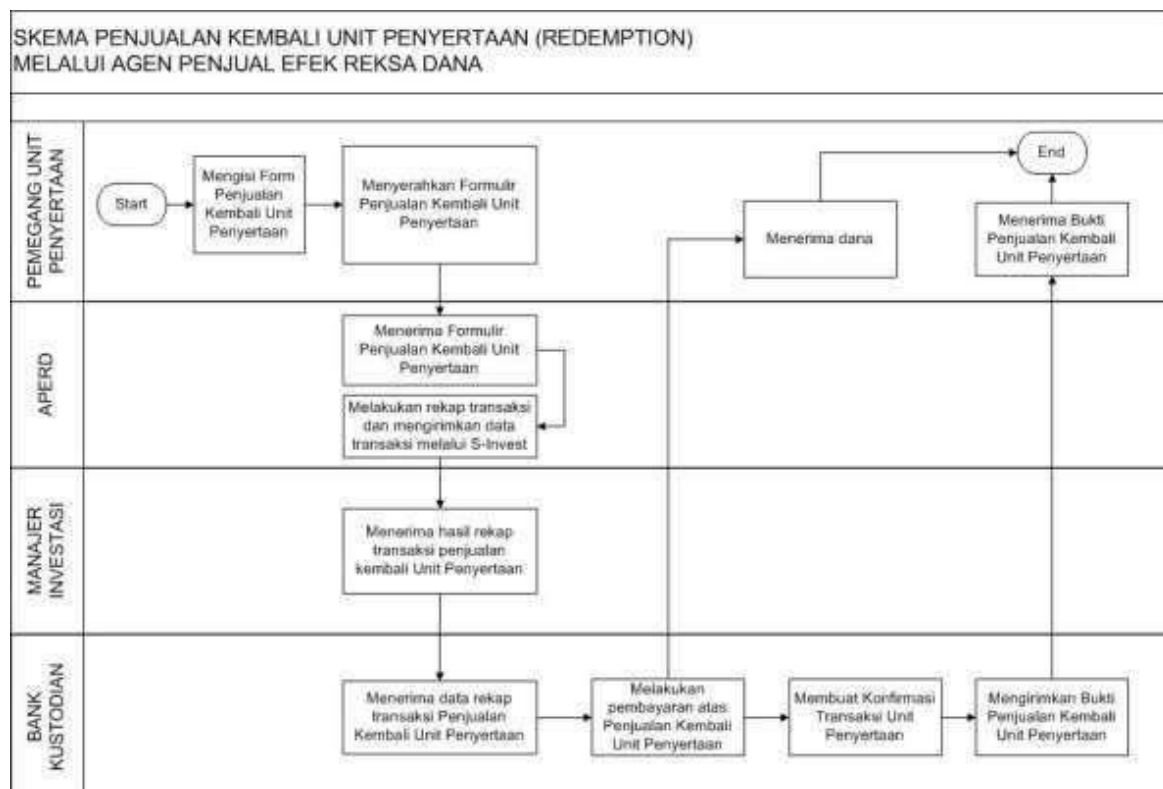 SKEMA PENJUALAN KEMBALI UNIT PENYERTAAN (REDEMPTION)
MELALUI AGEN PENJUAL EFEK REKSA DANA
PEMEGANG UNIT
PENYERTAAN
Start
Mengisi Form
Penjualan
Kembali Unit
Penyertaan
Menyerahkan Formulir
Penjualan Kembali Unit
Penyertaan
Menerima dana
End
Menerima Bukti
Penjualan Kembali
Unit Penyertaan
APERD
Menerima Formulir
Penjualan Kembali Unit
Penyertaan
Melakukan rekap transaksi
dan mengirimkan data
transaksi melalui S-Invest
MANAJER
INVESTASI
Menerima hasil rekap
transaksi penjualan
kembali Unit Penyertaan
BANK
KUSTODIAN
Menerima data rekap
transaksi Penjualan
Kembali Unit Penyertaan
Melakukan
pembayaran atas
Penjualan Kembali
Unit Penyertaan
Membuat Konfirmasi
Transaksi Unit
Penyertaan
Mengirimkan Bukti
Penjualan Kembali
Unit Penyertaan